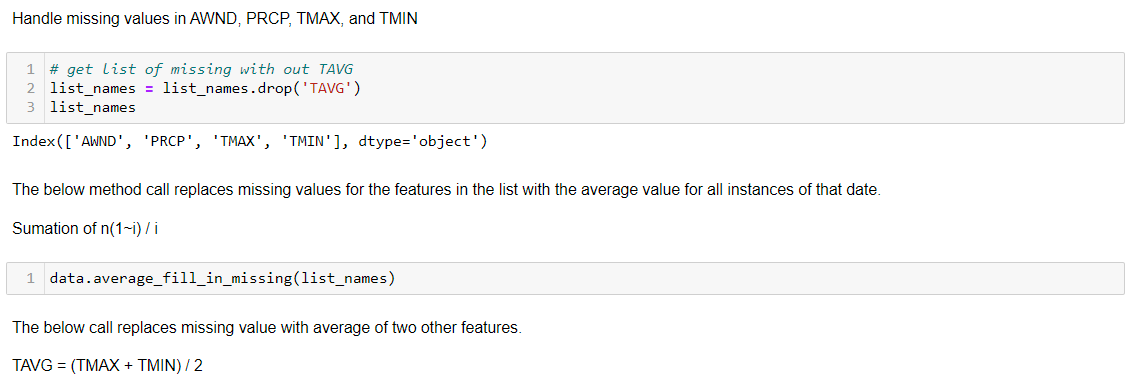 Handle missing values in AWND, PRCP, TMAX, and TMIN
1 # get list of missing with out TAVG
2 list_names = list_names.drop('TAVG')
3 list_names
Index(['AWND', 'PRCP', 'TMAX', 'TMIN'], dtype='object')
The below method call replaces missing values for the features in the list with the average value for all instances of that date.
Sumation of n(1~i) / i
1 data.average_fill_in_missing(list_names)
The below call replaces missing value with average of two other features.
TAVG = (TMAX + TMIN) / 2